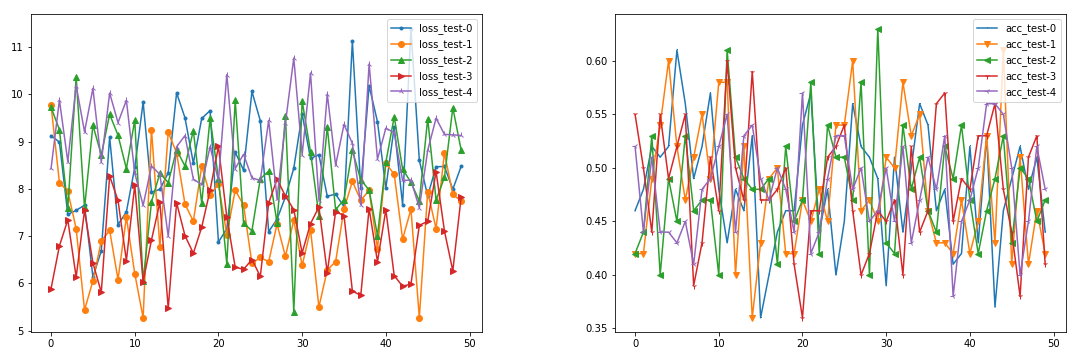 11
10
9
8
7
6
5
0
10
20
30
40
50
loss_test-0
loss_test-1
loss_test-2
loss_test-3
loss_test-4
0.60
0.55
0.50
0.45
0.40
0.35
0
10
20
30
40
50
acc_test-0
acc_test-1
acc_test-2
acc_test-3
acc_test-4